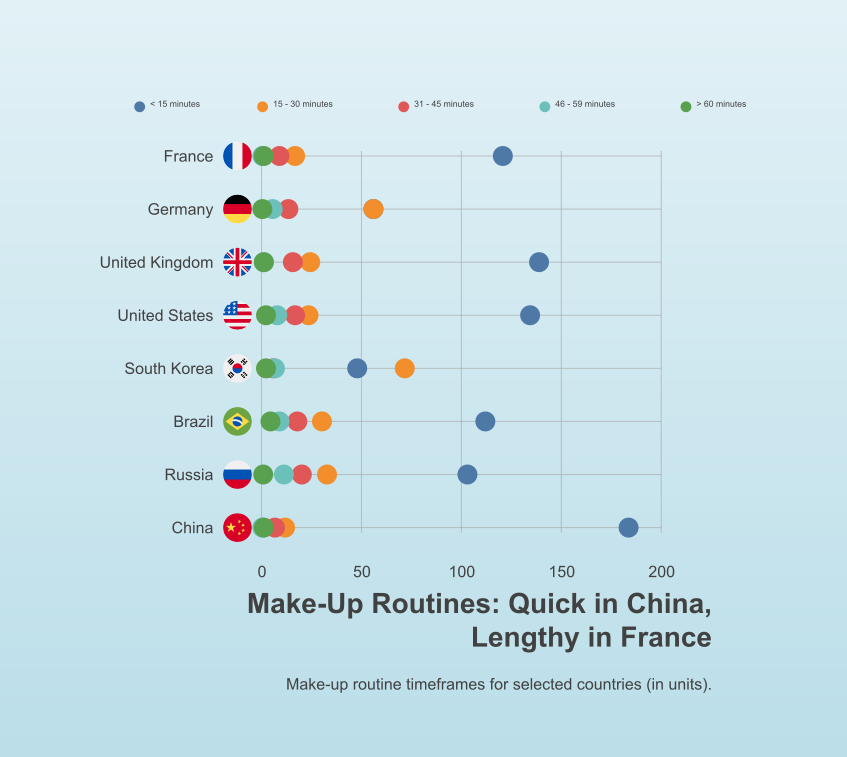 < 15 minutes 15 - 30 minutes 31 - 45 minutes 46 - 59 minutes > 60 minutes
France
Germany
United Kingdom
United States
South Korea
Brazil
Russia
China
0 50 100 150 200
Make-Up Routines: Quick in China,
Lengthy in France
Make-up routine timeframes for selected countries (in units).